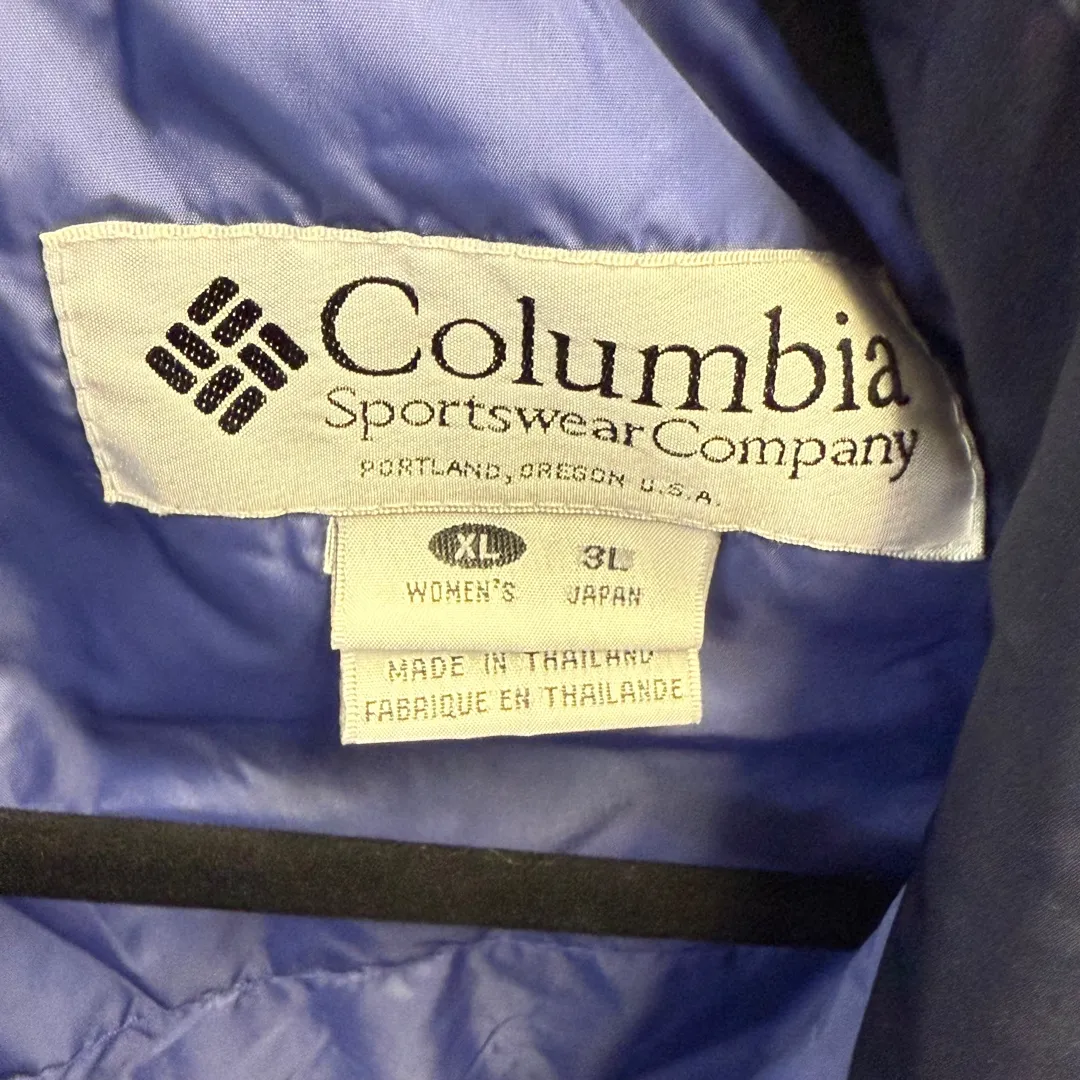 Columbia
Sportswear Company
PORTLAND, OREGON U.S.A.
XL 3L
WOMEN'S JAPAN
MADE IN THAILAND
FABRIQUE EN THAILANDE